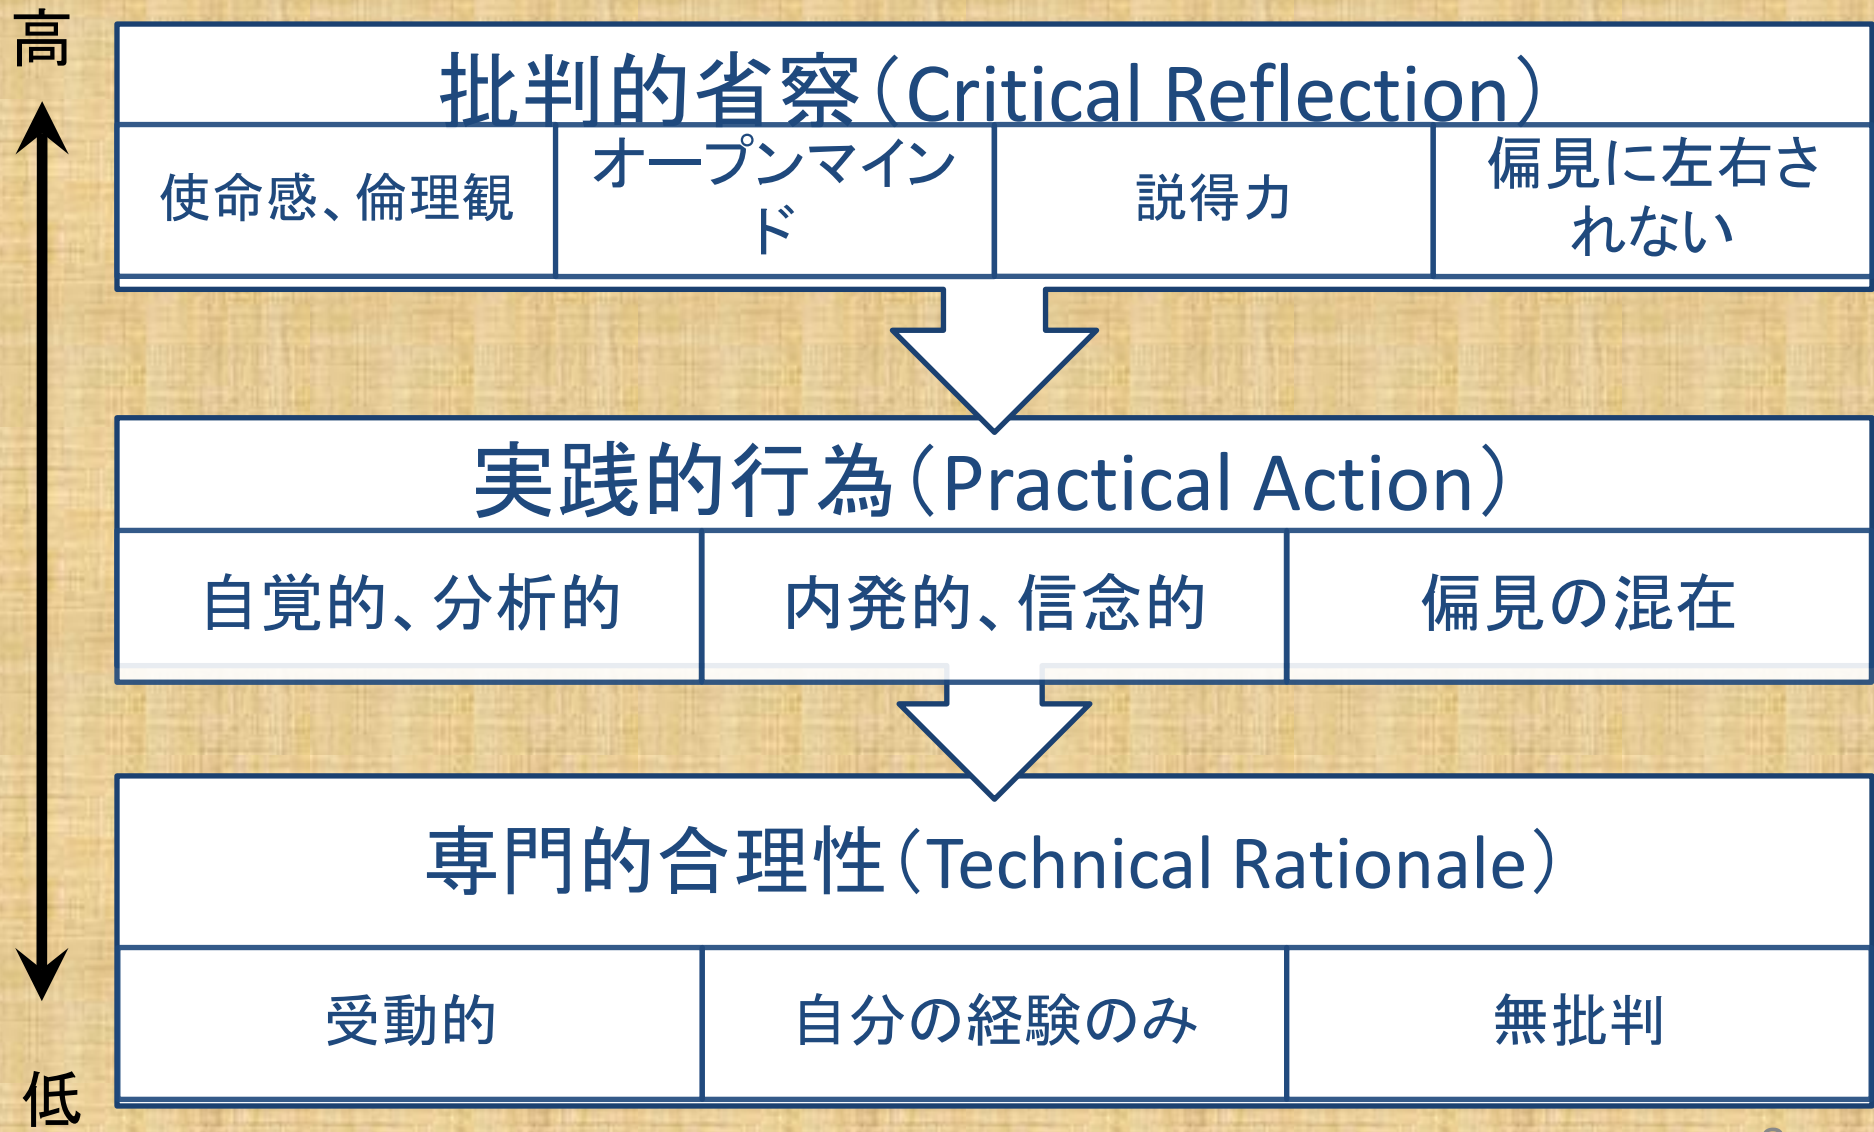 高
批判的省察（Critical Reflection）
使命感、倫理観
オープンマイン
ド
説得力
偏見に左右さ
れない
実践的行為（Practical Action）
自覚的、分析的
内発的、信念的
偏見の混在
専門的合理性（Technical Rationale）
受動的
自分の経験のみ
無批判
低